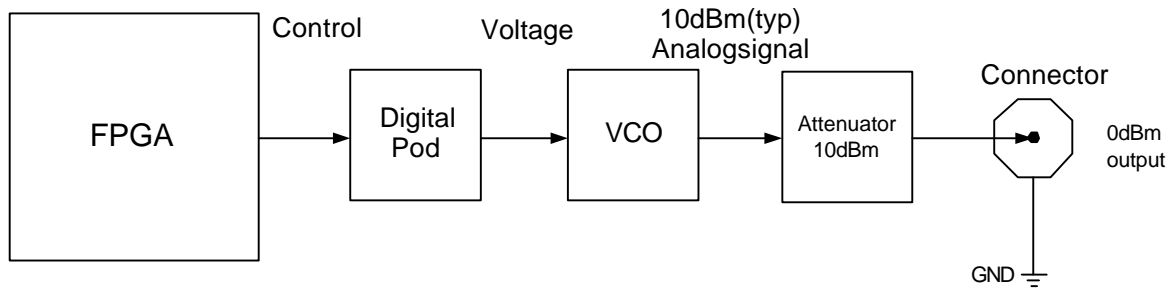 Control
Voltage
10dBm(typ)
Analogsignal
Connector
FPGA
Digital
Pod
VCO
Attenuator
10dBm
0dBm
output
GND